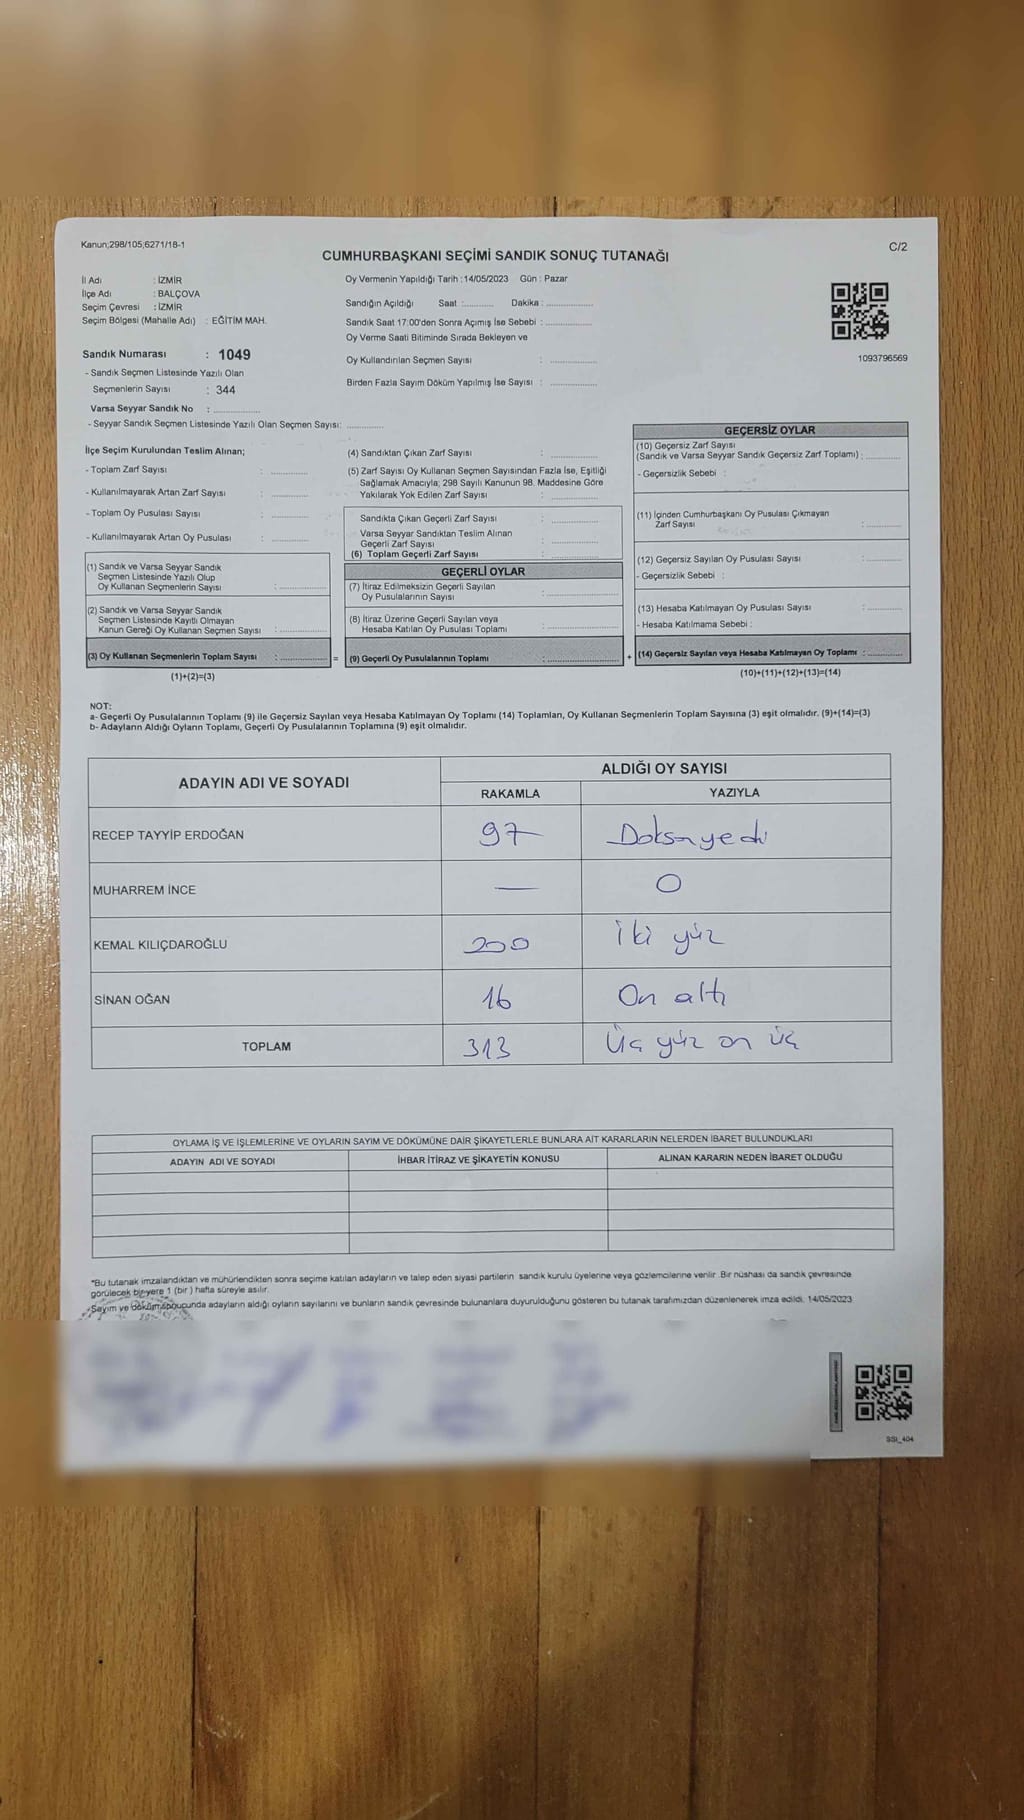 Kanun;298/105;6271/18-1
C/2
CUMHURBAŞKANI SEÇİMİ SANDIK SONUÇ TUTANAĞI
İl Adı : İZMİR
İlçe Adı : BALÇOVA
Seçim Çevresi : İZMİR
Seçim Bölgesi (Mahalle Adı) : EĞİTİM MAH.
Sandık Numarası : 1049
- Sandık Seçmen Listesinde Yazılı Olan
Seçmenlerin Sayısı : 344
Varsa Seyyar Sandık No : ..............
- Seyyar Sandık Seçmen Listesinde Yazılı Olan Seçmen Sayısı: ..............
Oy Vermenin Yapıldığı Tarih : 14/05/2023 Gün : Pazar
Sandığın Açıldığı Saat :........... Dakika : ..............
Sandık Saat 17:00'den Sonra Açımış İse Sebebi : ..............
Oy Verme Saati Bitiminde Sırada Bekleyen ve
Oy Kullandırılan Seçmen Sayısı : ..............
Birden Fazla Sayım Döküm Yapılmış İse Sayısı : ..............
1093796569
İlçe Seçim Kurulundan Teslim Alınan;
- Toplam Zarf Sayısı : ..............
- Kullanılmayarak Artan Zarf Sayısı : ..............
- Toplam Oy Pusulası Sayısı : ..............
- Kullanılmayarak Artan Oy Pusulası : ..............
(1) Sandık ve Varsa Seyyar Sandık
Seçmen Listesinde Yazılı Olup
Oy Kullanan Seçmenlerin Sayısı : ..............
(2) Sandık ve Varsa Seyyar Sandık
Seçmen Listesinde Kayıtlı Olmayan
Kanun Gereği Oy Kullanan Seçmen Sayısı : ..............
(3) Oy Kullanan Seçmenlerin Toplam Sayısı : .............. =
(1)+(2)=(3)
(4) Sandıktan Çıkan Zarf Sayısı : ..............
(5) Zarf Sayısı Oy Kullanan Seçmen Sayısından Fazla İse, Eşitliği
Sağlamak Amacıyla; 298 Sayılı Kanunun 98. Maddesine Göre
Yakılarak Yok Edilen Zarf Sayısı : ..............
Sandıkta Çıkan Geçerli Zarf Sayısı : ..............
Varsa Seyyar Sandıktan Teslim Alınan
Geçerli Zarf Sayısı : ..............
(6) Toplam Geçerli Zarf Sayısı : ..............
GEÇERLİ OYLAR
(7) İtiraz Edilmeksizin Geçerli Sayılan
Oy Pusulalarının Sayısı : ..............
(8) İtiraz Üzerine Geçerli Sayılan veya
Hesaba Katılan Oy Pusulası Toplamı : ..............
(9) Geçerli Oy Pusulalarının Toplamı : .............. +
GEÇERSİZ OYLAR
(10) Geçersiz Zarf Sayısı
(Sandık ve Varsa Seyyar Sandık Geçersiz Zarf Toplamı) : ..............
- Geçersizlik Sebebi :
(11) İçinden Cumhurbaşkanı Oy Pusulası Çıkmayan
Zarf Sayısı : ..............
(12) Geçersiz Sayılan Oy Pusulası Sayısı : ..............
- Geçersizlik Sebebi :
(13) Hesaba Katılmayan Oy Pusulası Sayısı : ..............
- Hesaba Katılmama Sebebi :
(14) Geçersiz Sayılan veya Hesaba Katılmayan Oy Toplamı : ..............
(10)+(11)+(12)+(13)=(14)
NOT:
a- Geçerli Oy Pusulalarının Toplamı (9) ile Geçersiz Sayılan veya Hesaba Katılmayan Oy Toplamı (14) Toplamları, Oy Kullanan Seçmenlerin Toplam Sayısına (3) eşit olmalıdır. (9)+(14)=(3)
b- Adayların Aldığı Oyların Toplamı, Geçerli Oy Pusulalarının Toplamına (9) eşit olmalıdır.
ADAYIN ADI VE SOYADI
ALDIĞI OY SAYISI
RAKAMLA YAZIYLA
RECEP TAYYİP ERDOĞAN 97 Doksanyedi
MUHARREM İNCE — 0
KEMAL KILIÇDAROĞLU 200 İki yüz
SİNAN OĞAN 16 On altı
TOPLAM 313 Üç yüz on üç
OYLAMA İŞ VE İŞLEMLERİNE VE OYLARIN SAYIM VE DÖKÜMÜNE DAİR ŞİKAYETLERLE BUNLARA AİT KARARLARIN NELERDEN İBARET BULUNDUKLARI
ADAYIN ADI VE SOYADI İHBAR İTİRAZ VE ŞİKAYETİN KONUSU ALINAN KARARIN NEDEN İBARET OLDUĞU
*Bu tutanak imzalandıktan ve mühürlendikten sonra seçime katılan adayların ve talep eden siyasi partilerin sandık kurulu üyelerine veya gözlemcilerine verilir. Bir nüshası da sandık çevresinde
görülecek bir yere 1 (bir ) hafta süreyle asılır.
Sayım ve döküm sonucunda adayların aldığı oyların sayılarını ve bunların sandık çevresinde bulunanlara duyurulduğunu gösteren bu tutanak tarafımızdan düzenlenerek imza edildi. 14/05/2023
SSI_404